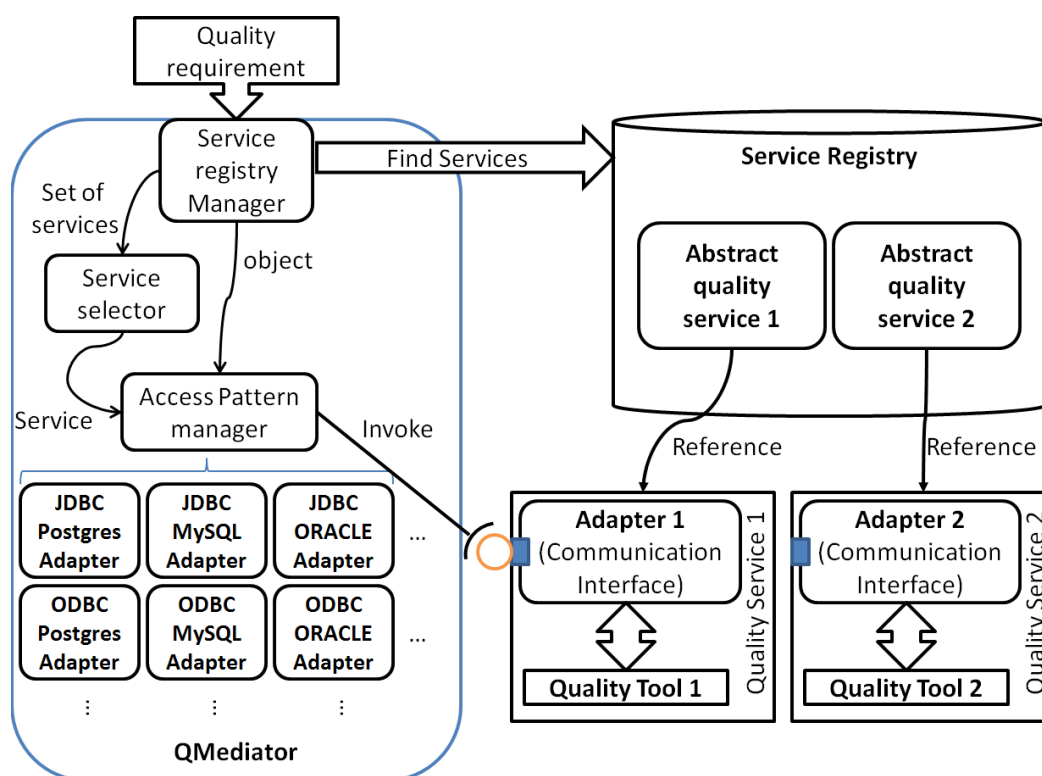 Quality
requirement
Service
registry
Manager
Find Services
Service Registry
Set of
services
object
Service
selector
Abstract
quality
service 1
Abstract
quality
service 2
Service
Access Pattern
manager
Invoke
Reference
Reference
JDBC
Postgres
Adapter
JDBC
MySQL
Adapter
JDBC
ORACLE
Adapter
...
ODBC
Postgres
Adapter
ODBC
MySQL
Adapter
ODBC
ORACLE
Adapter
...
⋮
⋮
⋮
QMediator
Adapter 1
(Communication
Interface)
Quality Tool 1
Quality Service 1
Adapter 2
(Communication
Interface)
Quality Tool 2
Quality Service 2